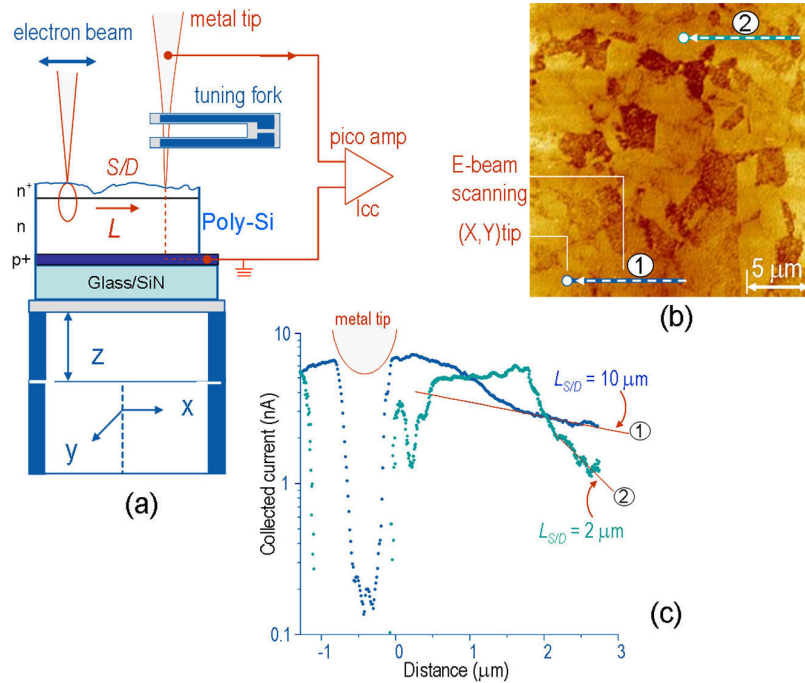 metal tip
electron beam
(a)
tuning fork
pico amp
Icc
S/D
n⁺
n
L
Poly-Si
p+
Glass/SiN
z
x
y
(a)
2
E-beam
scanning
(X,Y)tip
1
5 μm
(b)
10
metal tip
L_{S/D} = 10 μm
1
Collected current (nA)
1
2
L_{S/D} = 2 μm
(c)
0.1
-1 0 1 2 3
Distance (μm)